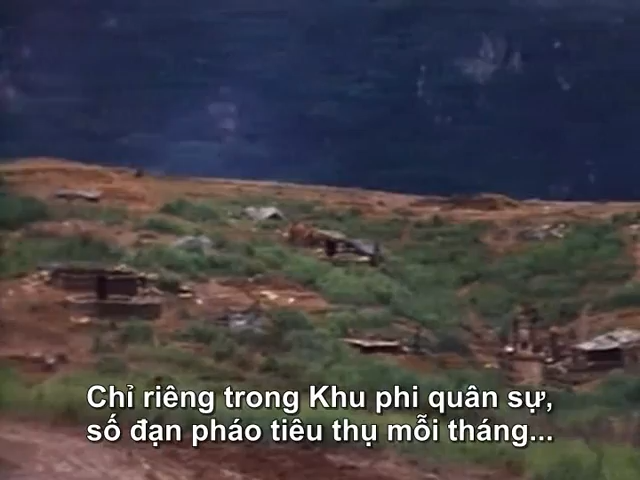 Chỉ riêng trong Khu phi quân sự,
số đạn pháo tiêu thụ mỗi tháng...